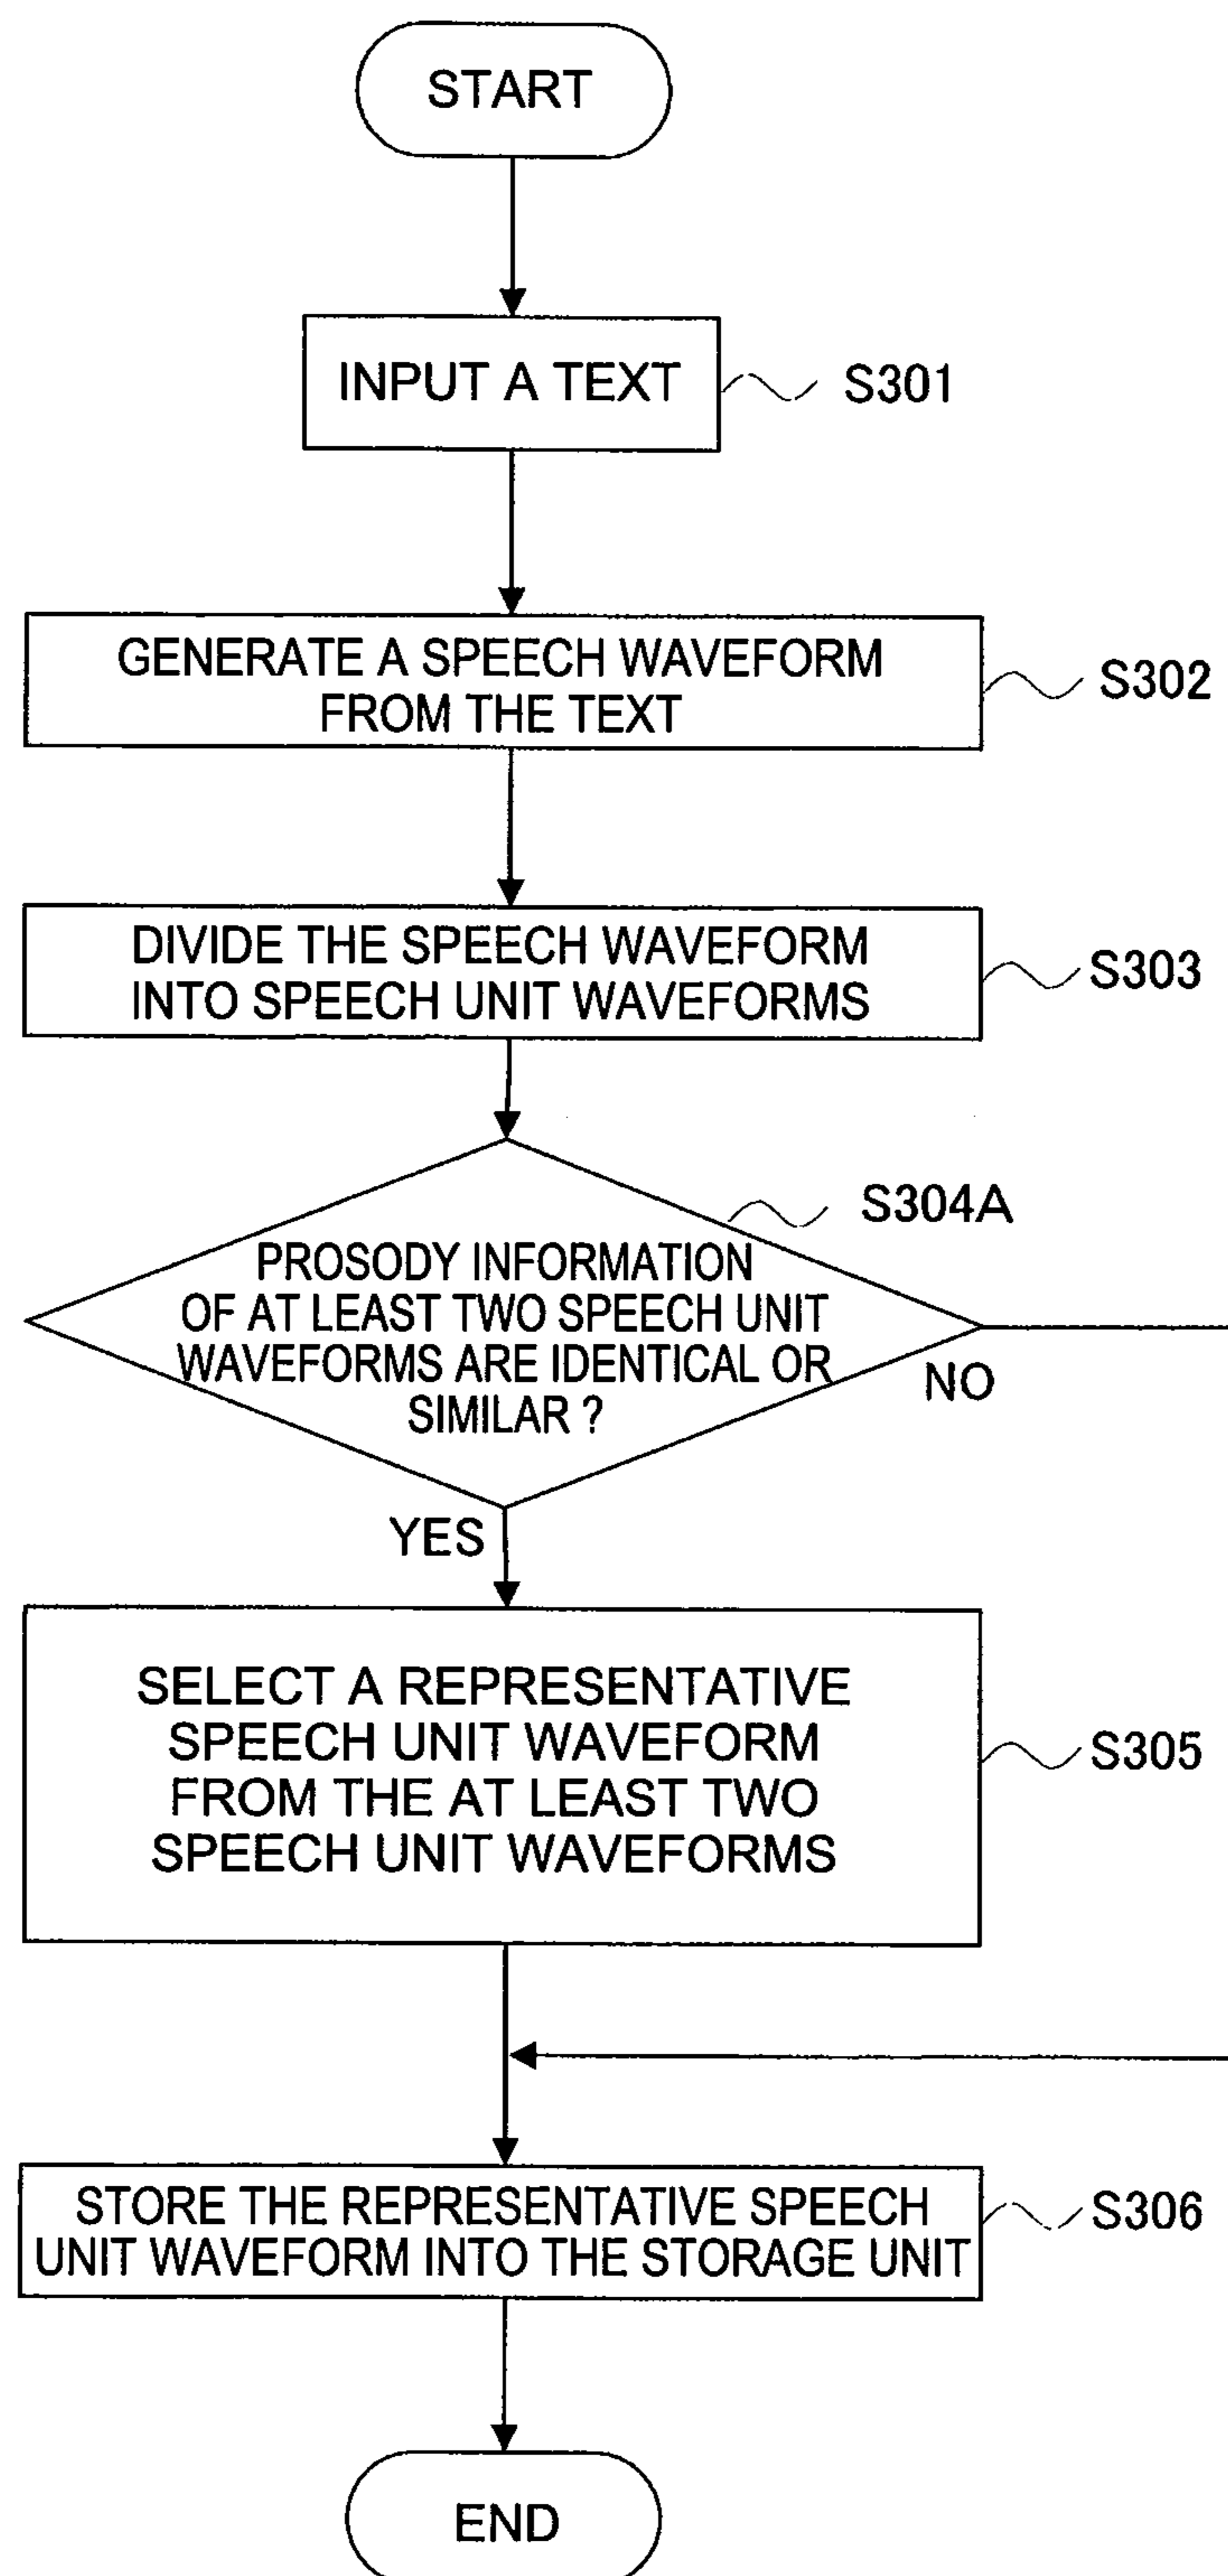 START
INPUT A TEXT
S301
GENERATE A SPEECH WAVEFORM
FROM THE TEXT
S302
DIVIDE THE SPEECH WAVEFORM
INTO SPEECH UNIT WAVEFORMS
S303
S304A
PROSODY INFORMATION
OF AT LEAST TWO SPEECH UNIT
WAVEFORMS ARE IDENTICAL OR
SIMILAR ?
NO
YES
SELECT A REPRESENTATIVE
SPEECH UNIT WAVEFORM
FROM THE AT LEAST TWO
SPEECH UNIT WAVEFORMS
S305
STORE THE REPRESENTATIVE SPEECH
UNIT WAVEFORM INTO THE STORAGE UNIT
S306
END